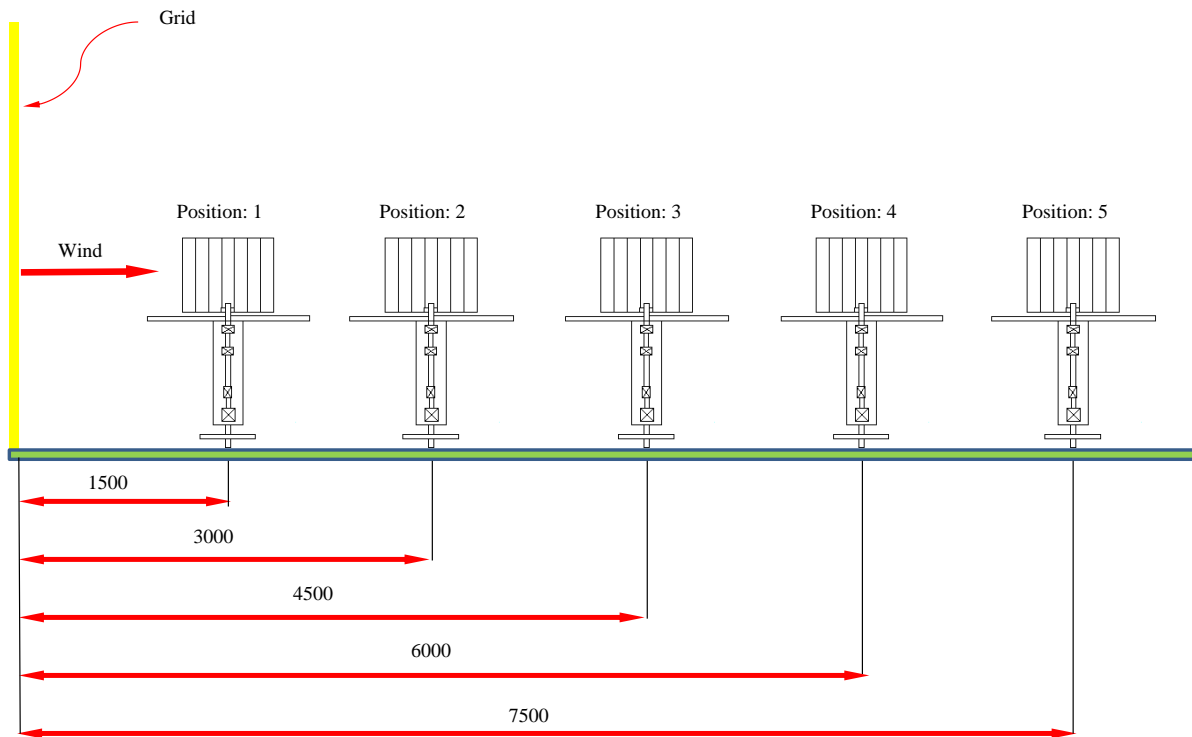 Grid
Position: 1
Position: 2
Position: 3
Position: 4
Position: 5
Wind
1500
3000
4500
6000
7500